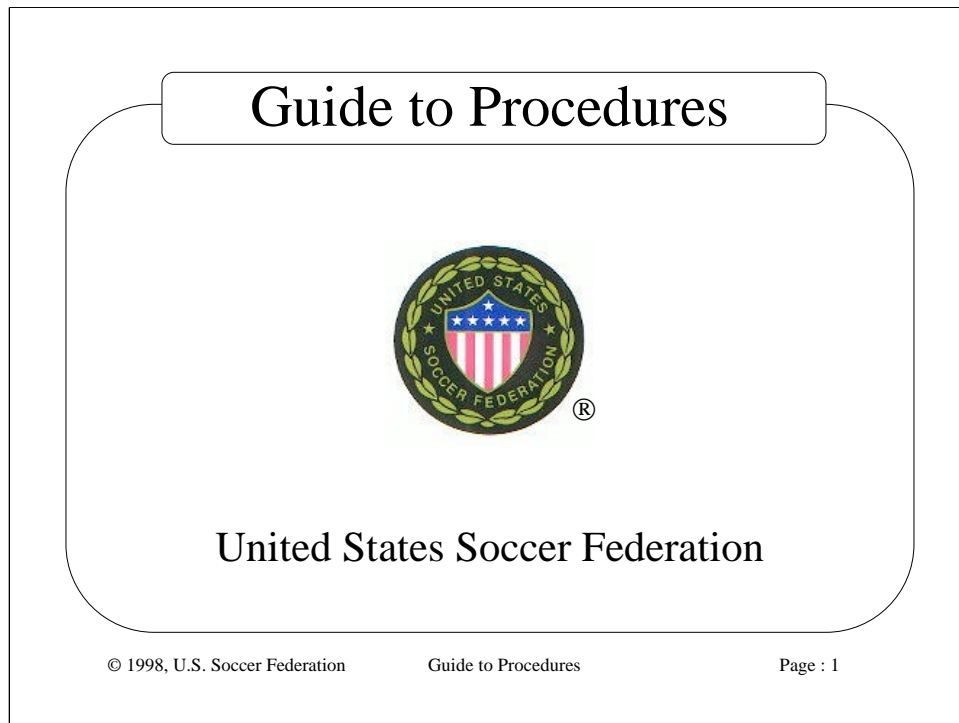 Guide to Procedures
UNITED STATES
SOCCER FEDERATION
®
United States Soccer Federation
© 1998, U.S. Soccer Federation Guide to Procedures Page : 1